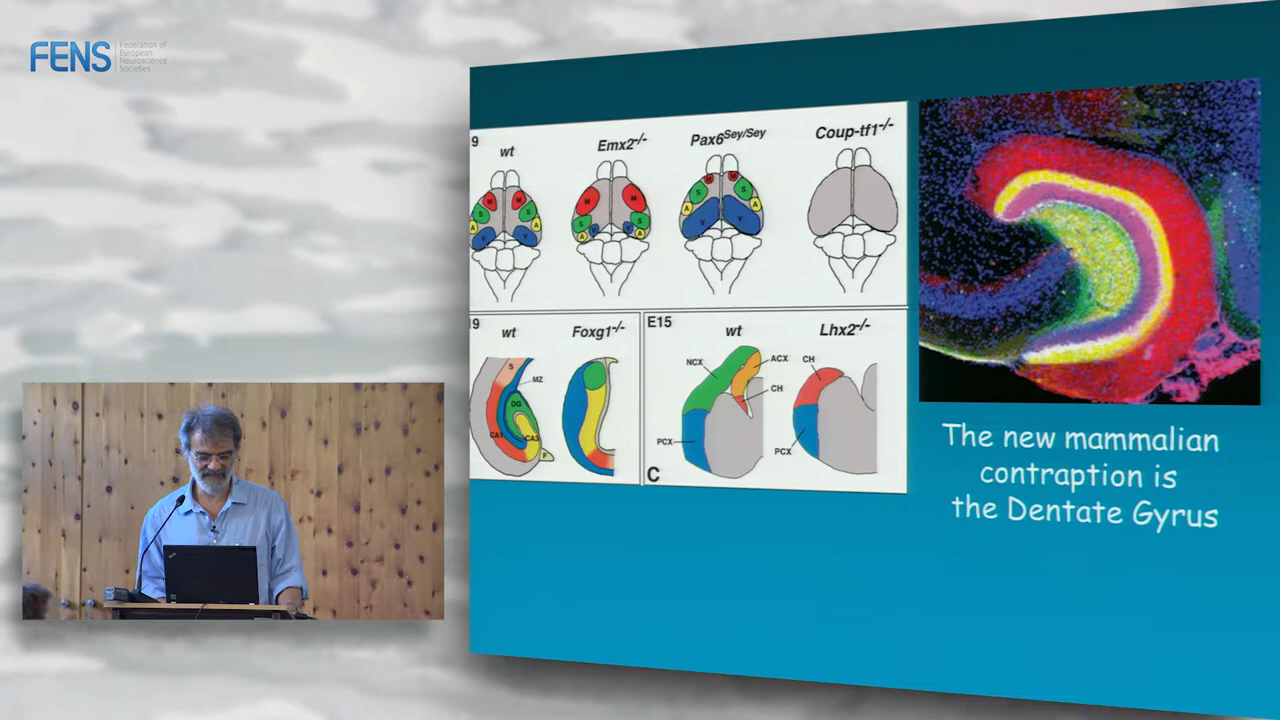 FENS
Federation of
European
Neuroscience
Societies
9
wt
Emx2-/-
Pax6Sey/Sey
Coup-tf1-/-
M
M
S
S
A
A
V
V
M
M
S
S
A
A
V
V
M
M
S
S
A
A
V
V
19
wt
Foxg1-/-
S
MZ
DG
CA1
CA3
F
E15
wt
Lhx2-/-
NCX
ACX
CH
CH
PCX
PCX
C
The new mammalian
contraption is
the Dentate Gyrus